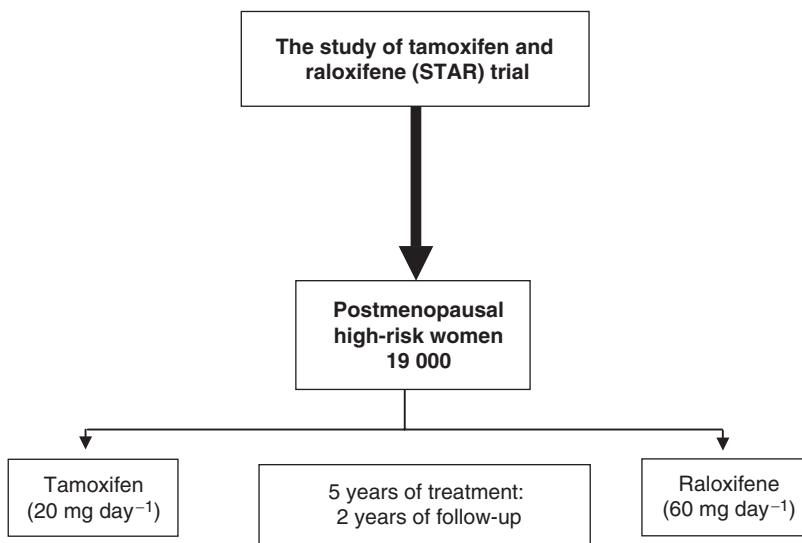 The study of tamoxifen and
raloxifene (STAR) trial
Postmenopausal
high-risk women
19 000
Tamoxifen
(20 mg day⁻¹)
5 years of treatment:
2 years of follow-up
Raloxifene
(60 mg day⁻¹)